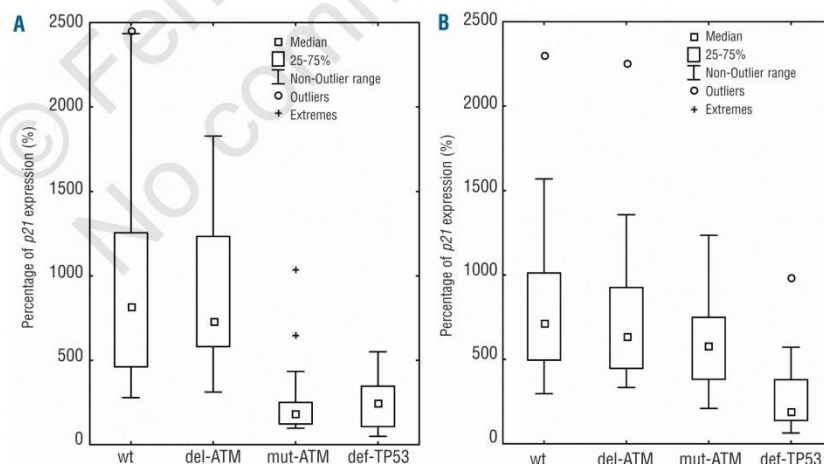 A
Percentage of p21 expression (%)
2500
2000
1500
1000
500
0
Median
25-75%
Non-Outlier range
Outliers
Extremes
wt del-ATM mut-ATM def-TP53
B
Percentage of p21 expression (%)
2500
2000
1500
1000
500
0
Median
25-75%
Non-Outlier range
Outliers
Extremes
wt del-ATM mut-ATM def-TP53
©
No com